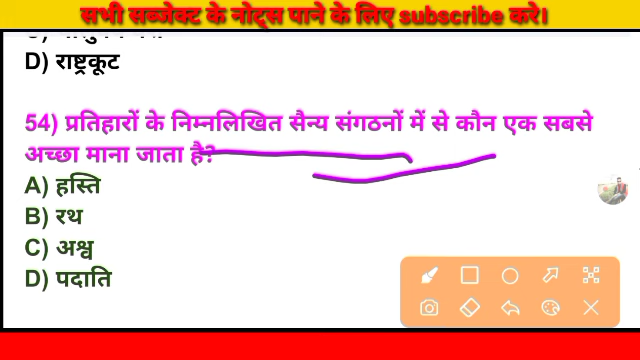 सभी सब्जेक्ट के नोट्स पाने के लिए subscribe करे।
D) राष्ट्रकूट
54) प्रतिहारों के निम्नलिखित सैन्य संगठनों में से कौन एक सबसे
अच्छा माना जाता है?
A) हस्ति
B) रथ
C) अश्व
D) पदाति